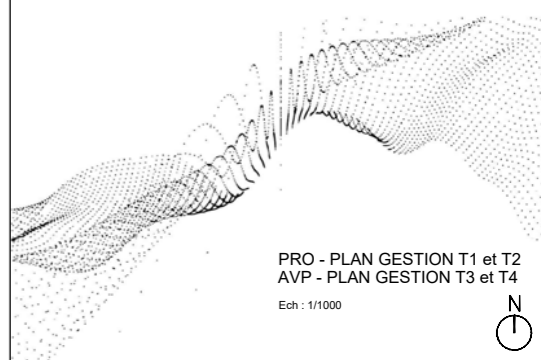 PRO - PLAN GESTION T1 et T2
AVP - PLAN GESTION T3 et T4
Ech : 1/1000
N